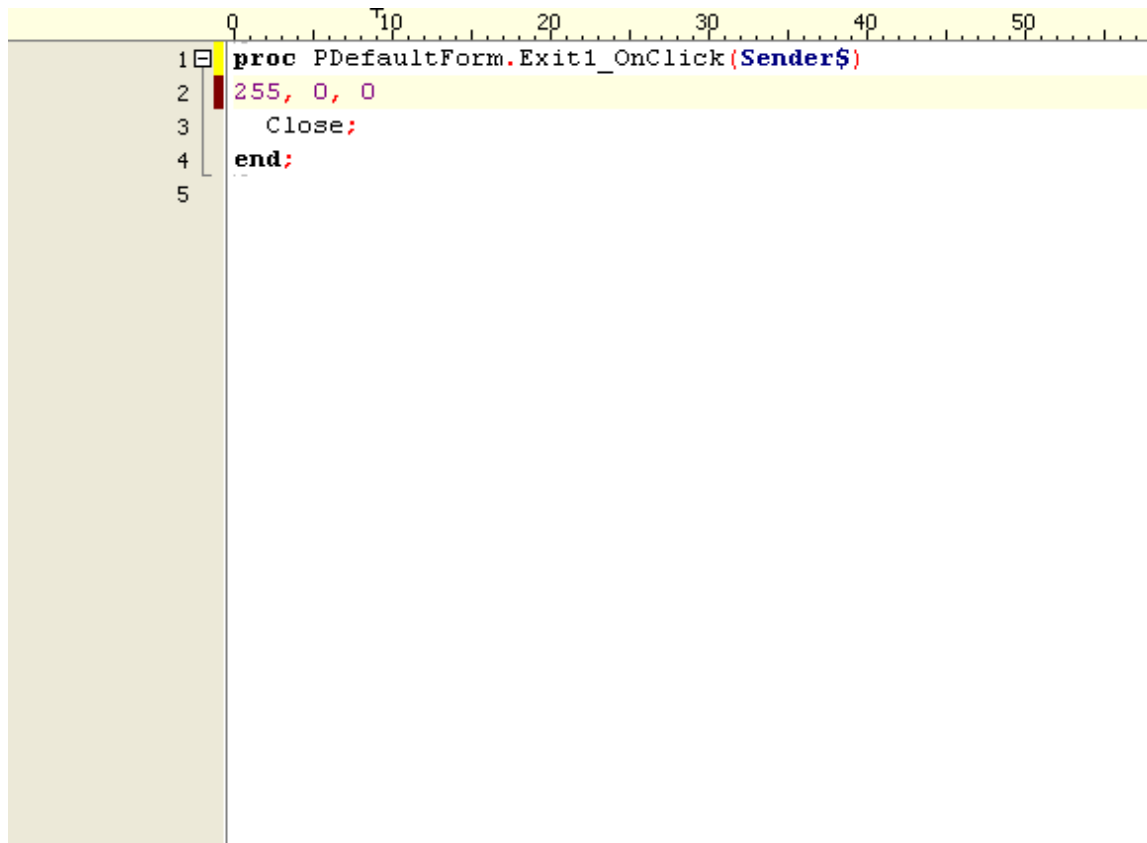 0 10 20 30 40 50
1 proc PDefaultForm.Exit1_OnClick(Sender$)
2 255, 0, 0
3   Close;
4 end;
5